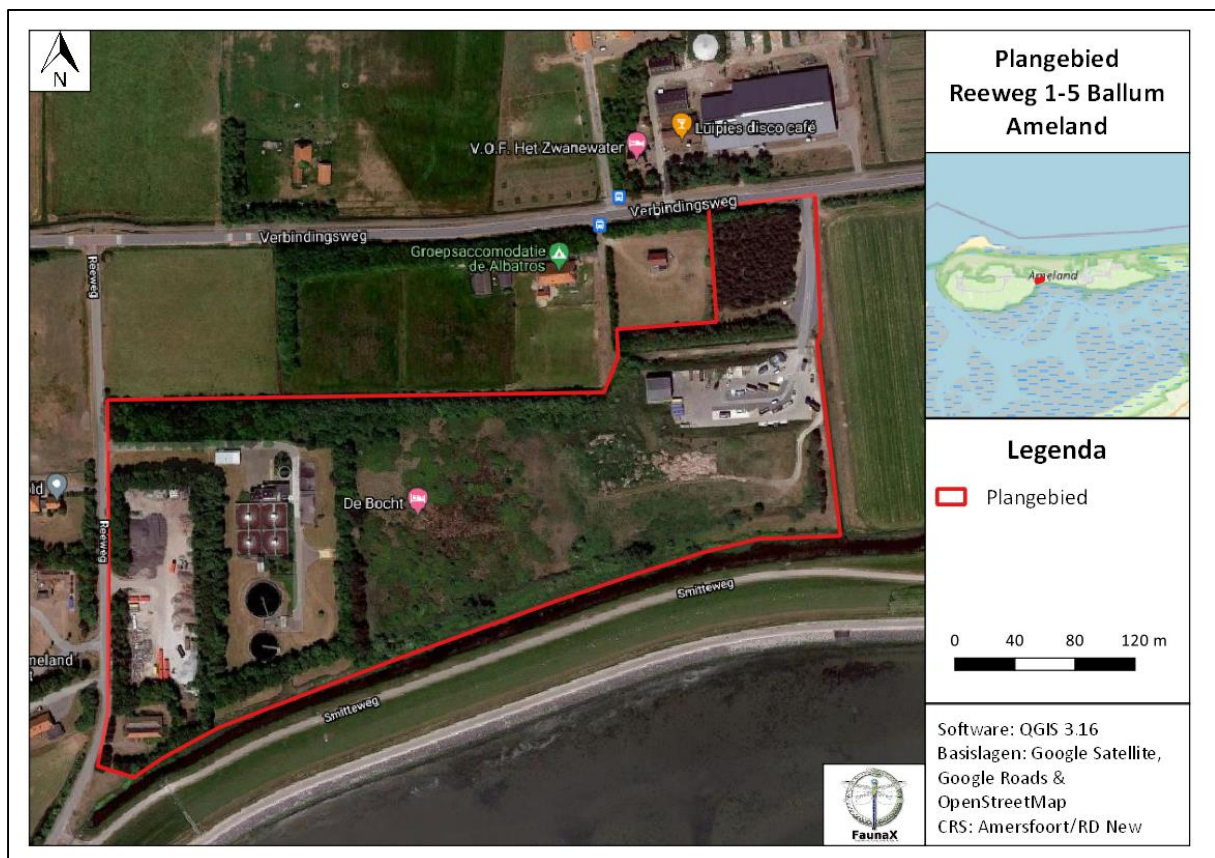 N
Plangebied
Reeweg 1-5 Ballum
Ameland
Luipies disco café
V.O.F. Het Zwanewater
Verbindingsweg
Verbindingsweg
Groepsaccomodatie
de Albatros
Reeweg
Ameland
Legenda
Plangebied
De Bocht
Reeweg
Smitteweg
Smitteweg
0 40 80 120 m
Software: QGIS 3.16
Basislagen: Google Satellite,
Google Roads &
OpenStreetMap
CRS: Amersfoort/RD New
FaunaX